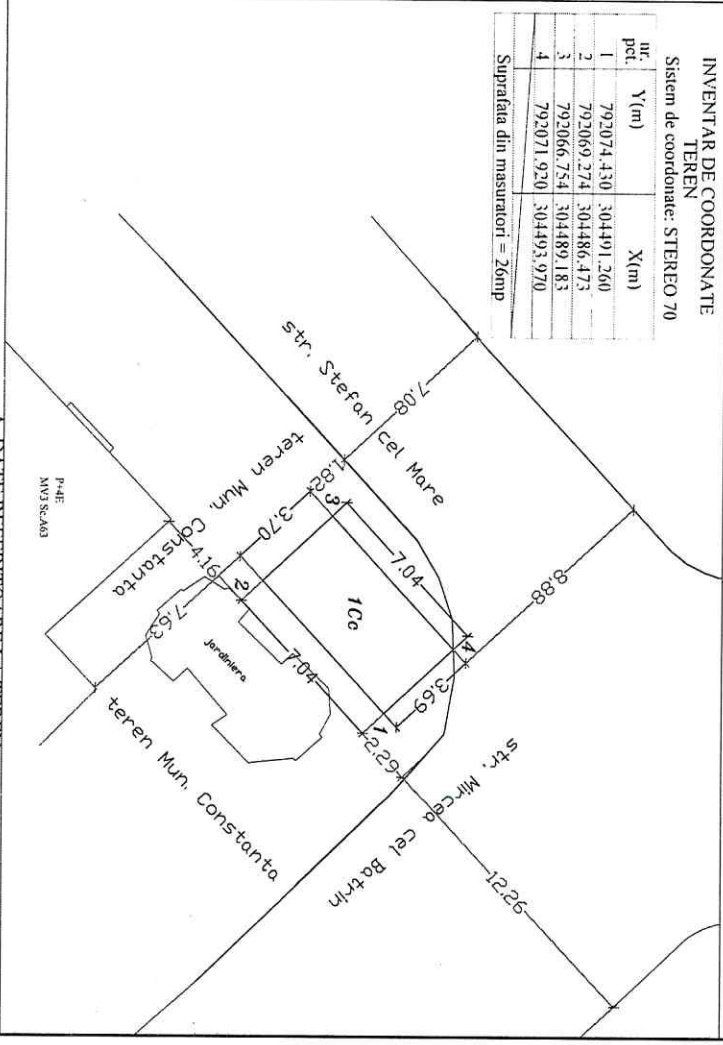 INVENTAR DE COORDONATE
TEREN
Sistem de coordonate: STEREO 70
nr. pct. Y(m) X(m)
1 792074.430 304491.260
2 792069.274 304486.473
3 792066.754 304489.183
4 792071.920 304493.970
Suprafata din masuratori = 26mp
str. Stefan cel Mare
7.08
8.88
1.82
3
7.04
4
3.70
1Cc
3.69
teren Mun. Constanta
4.16
2
7.04
1
2.29
7.63
jardiniera
str. Mircea cel Batrin
12.26
teren Mun. Constanta
P+4E
MV3 Sc.A63